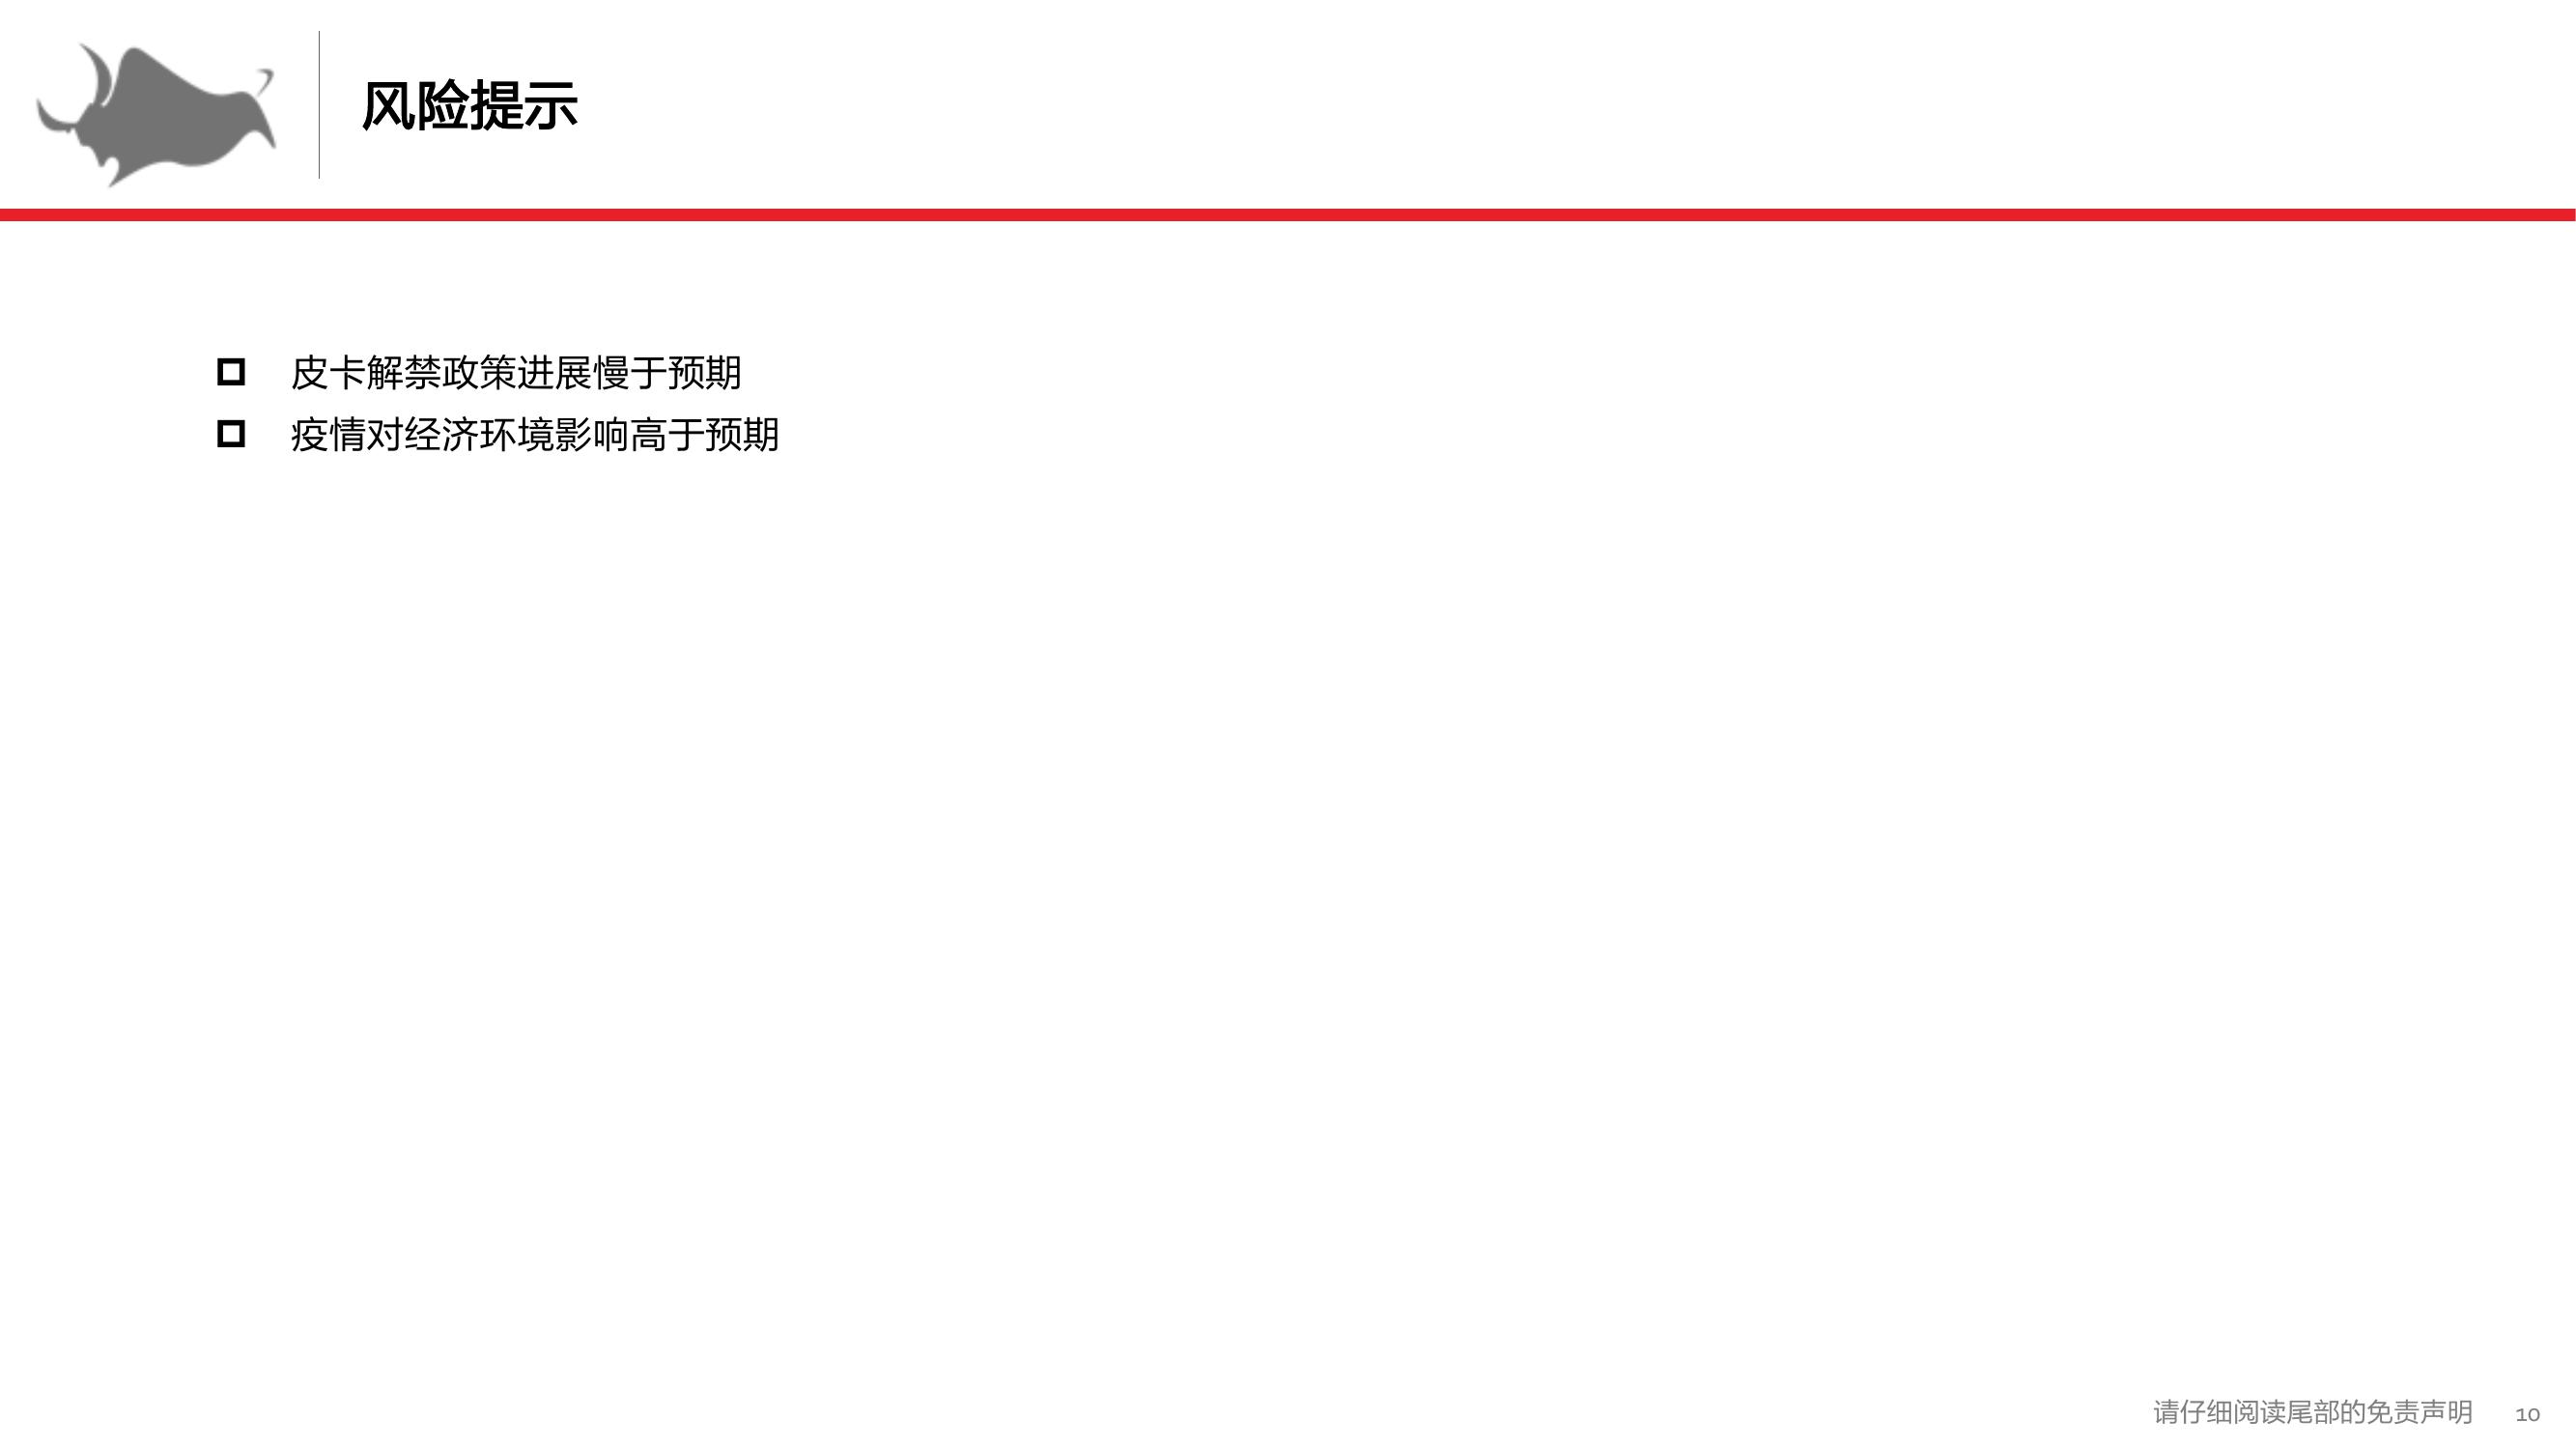 风险提示
皮卡解禁政策进展慢于预期
疫情对经济环境影响高于预期
请仔细阅读尾部的免责声明 10